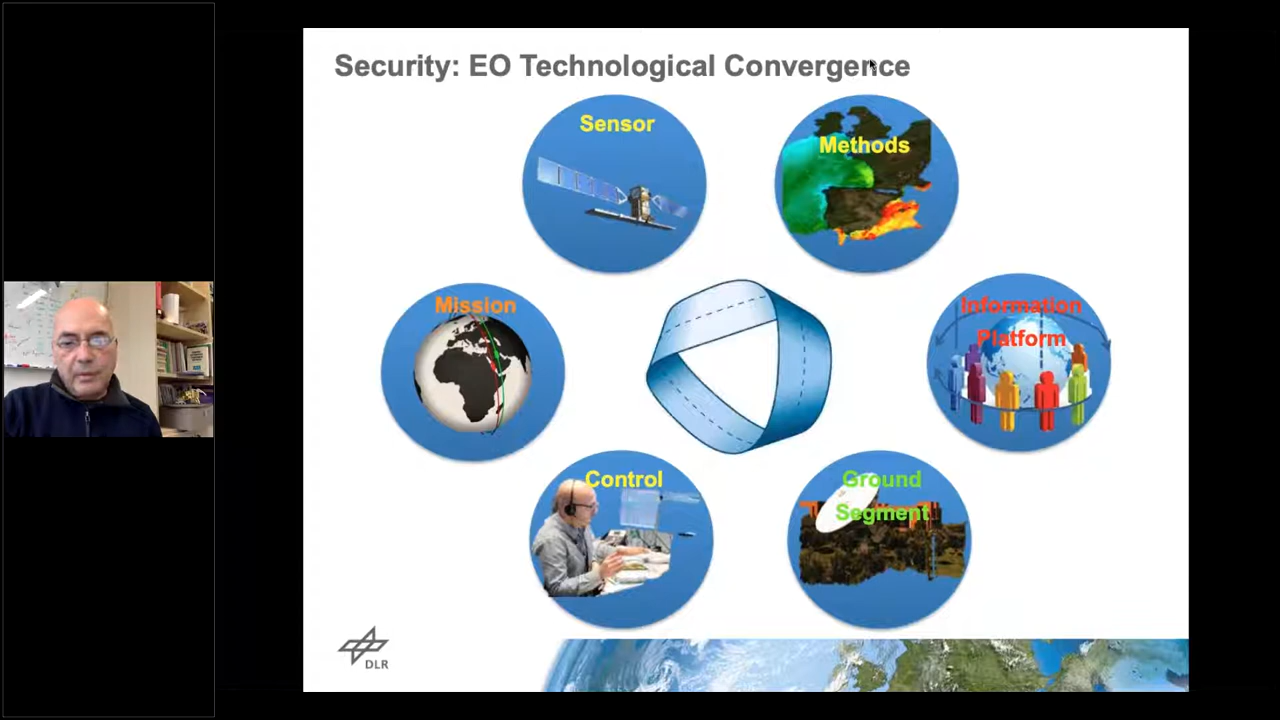 Security: EO Technological Convergence
Sensor
Methods
Mission
Information
Platform
Control
Ground
Segment
DLR